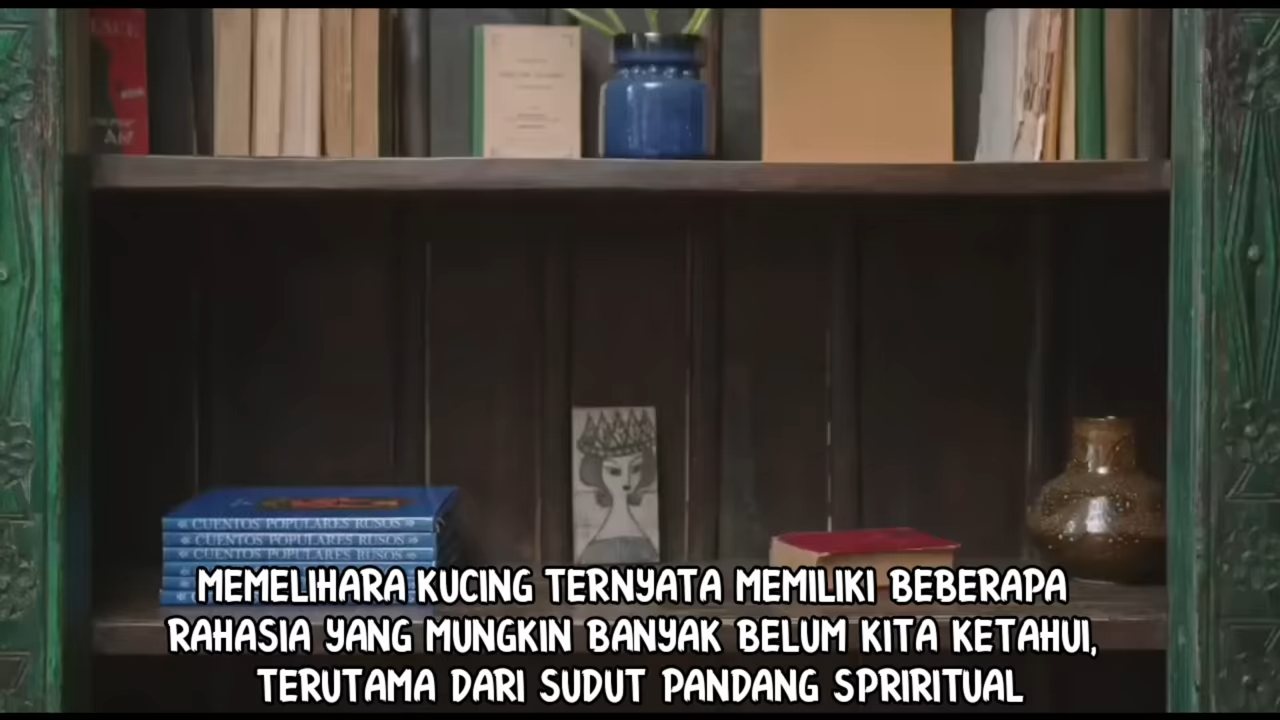 CUENTOS POPULARES RUSOS
CUENTOS POPULARES RUSOS
CUENTOS POPULARES RUSOS
MEMELIHARA KUCING TERNYATA MEMILIKI BEBERAPA
RAHASIA YANG MUNGKIN BANYAK BELUM KITA KETAHUI,
TERUTAMA DARI SUDUT PANDANG SPRIRITUAL